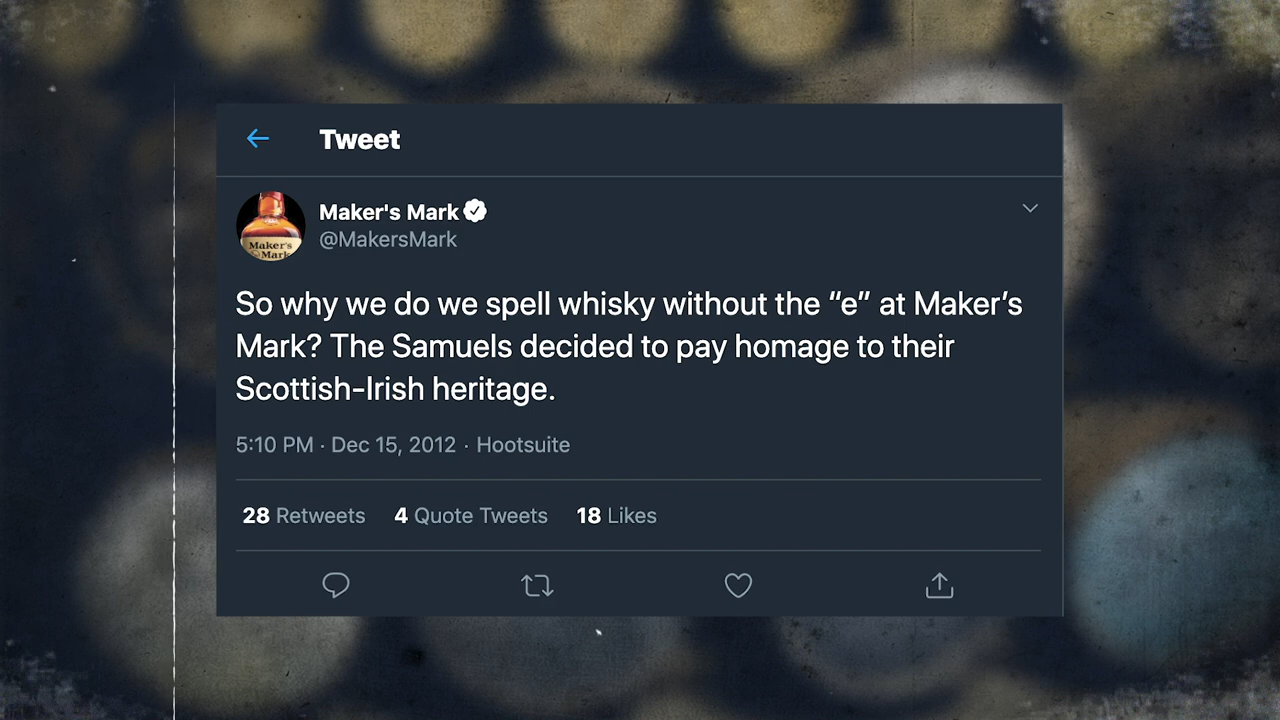 Tweet
Maker's Mark
@MakersMark
Maker's
Mark
So why we do we spell whisky without the “e” at Maker’s
Mark? The Samuels decided to pay homage to their
Scottish-Irish heritage.
5:10 PM · Dec 15, 2012 · Hootsuite
28 Retweets 4 Quote Tweets 18 Likes